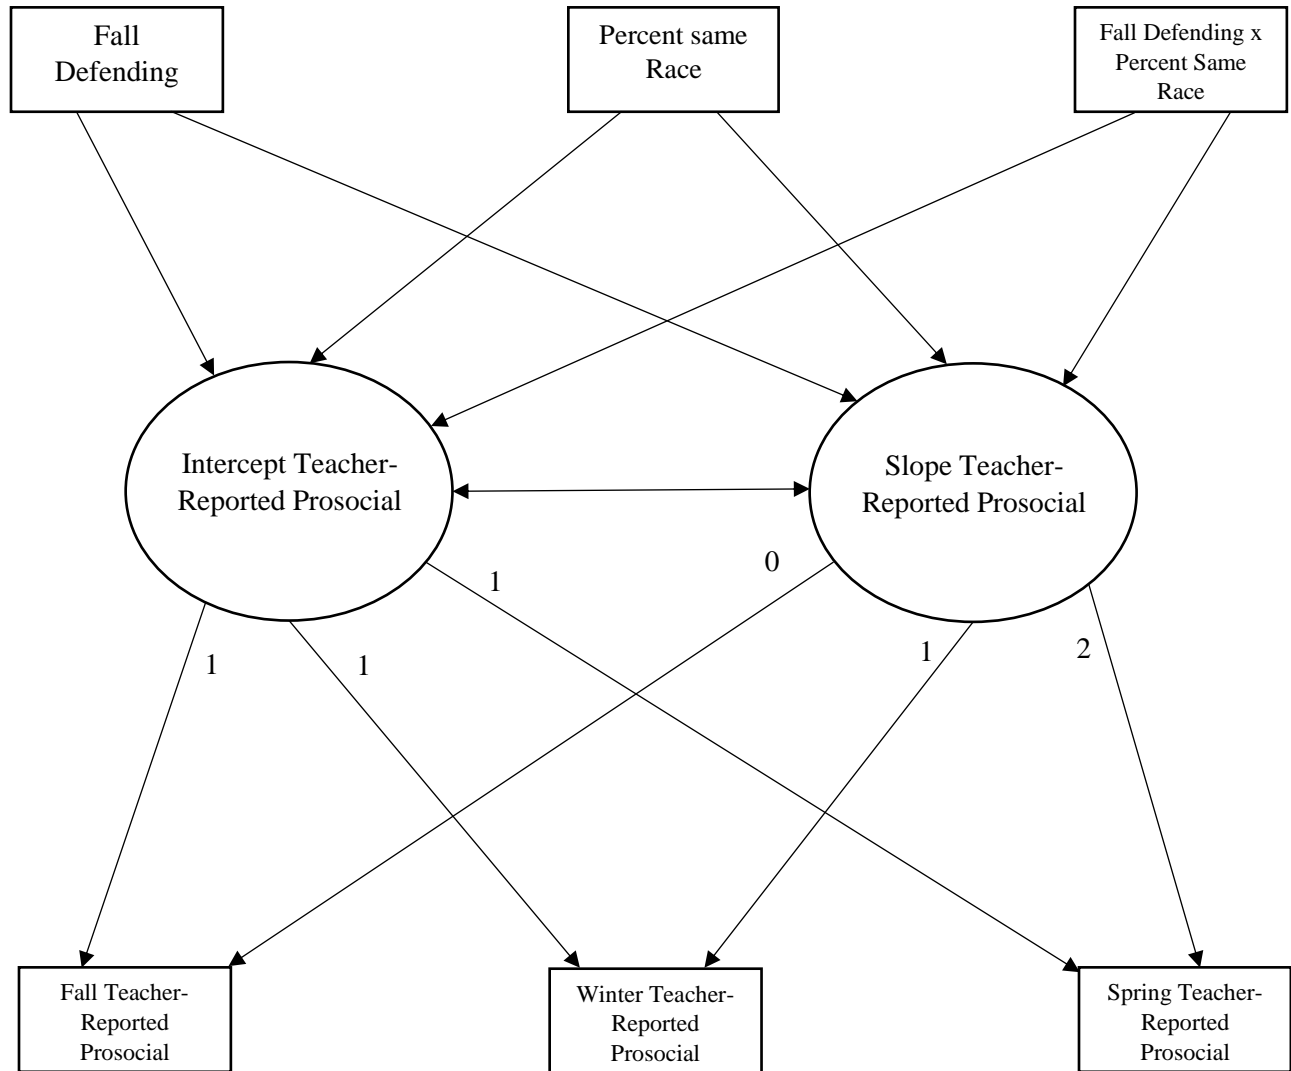 Fall
Defending
Percent same
Race
Fall Defending x
Percent Same
Race
Intercept Teacher-
Reported Prosocial
Slope Teacher-
Reported Prosocial
1
0
1
1
1
2
Fall Teacher-
Reported
Prosocial
Winter Teacher-
Reported
Prosocial
Spring Teacher-
Reported
Prosocial